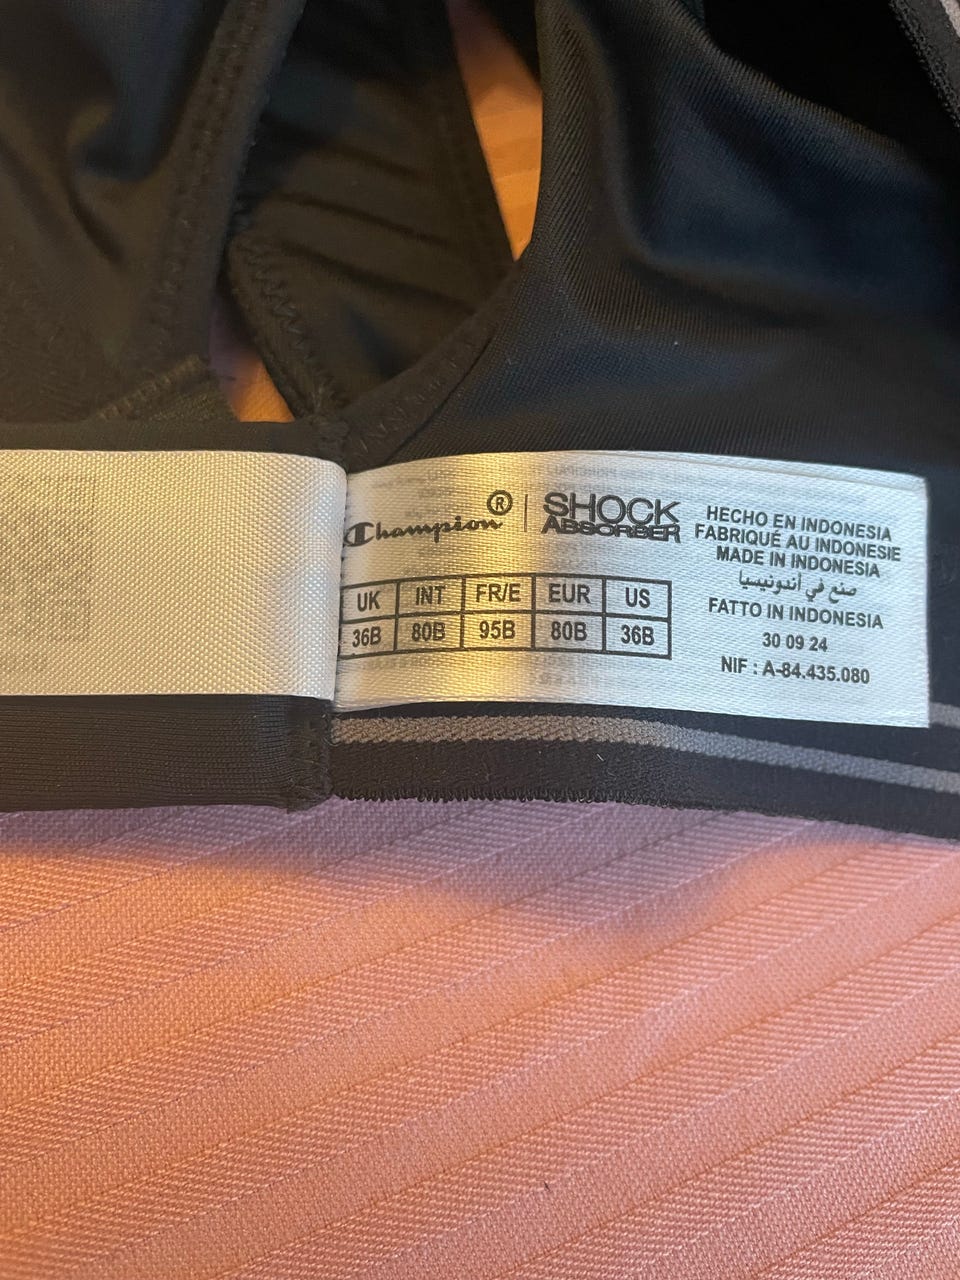 Champion® | SHOCK ABSORBER
UK INT FR/E EUR US
36B 80B 95B 80B 36B
HECHO EN INDONESIA
FABRIQUÉ AU INDONESIE
MADE IN INDONESIA
صنع في أندونيسيا
FATTO IN INDONESIA
30 09 24
NIF : A-84.435.080